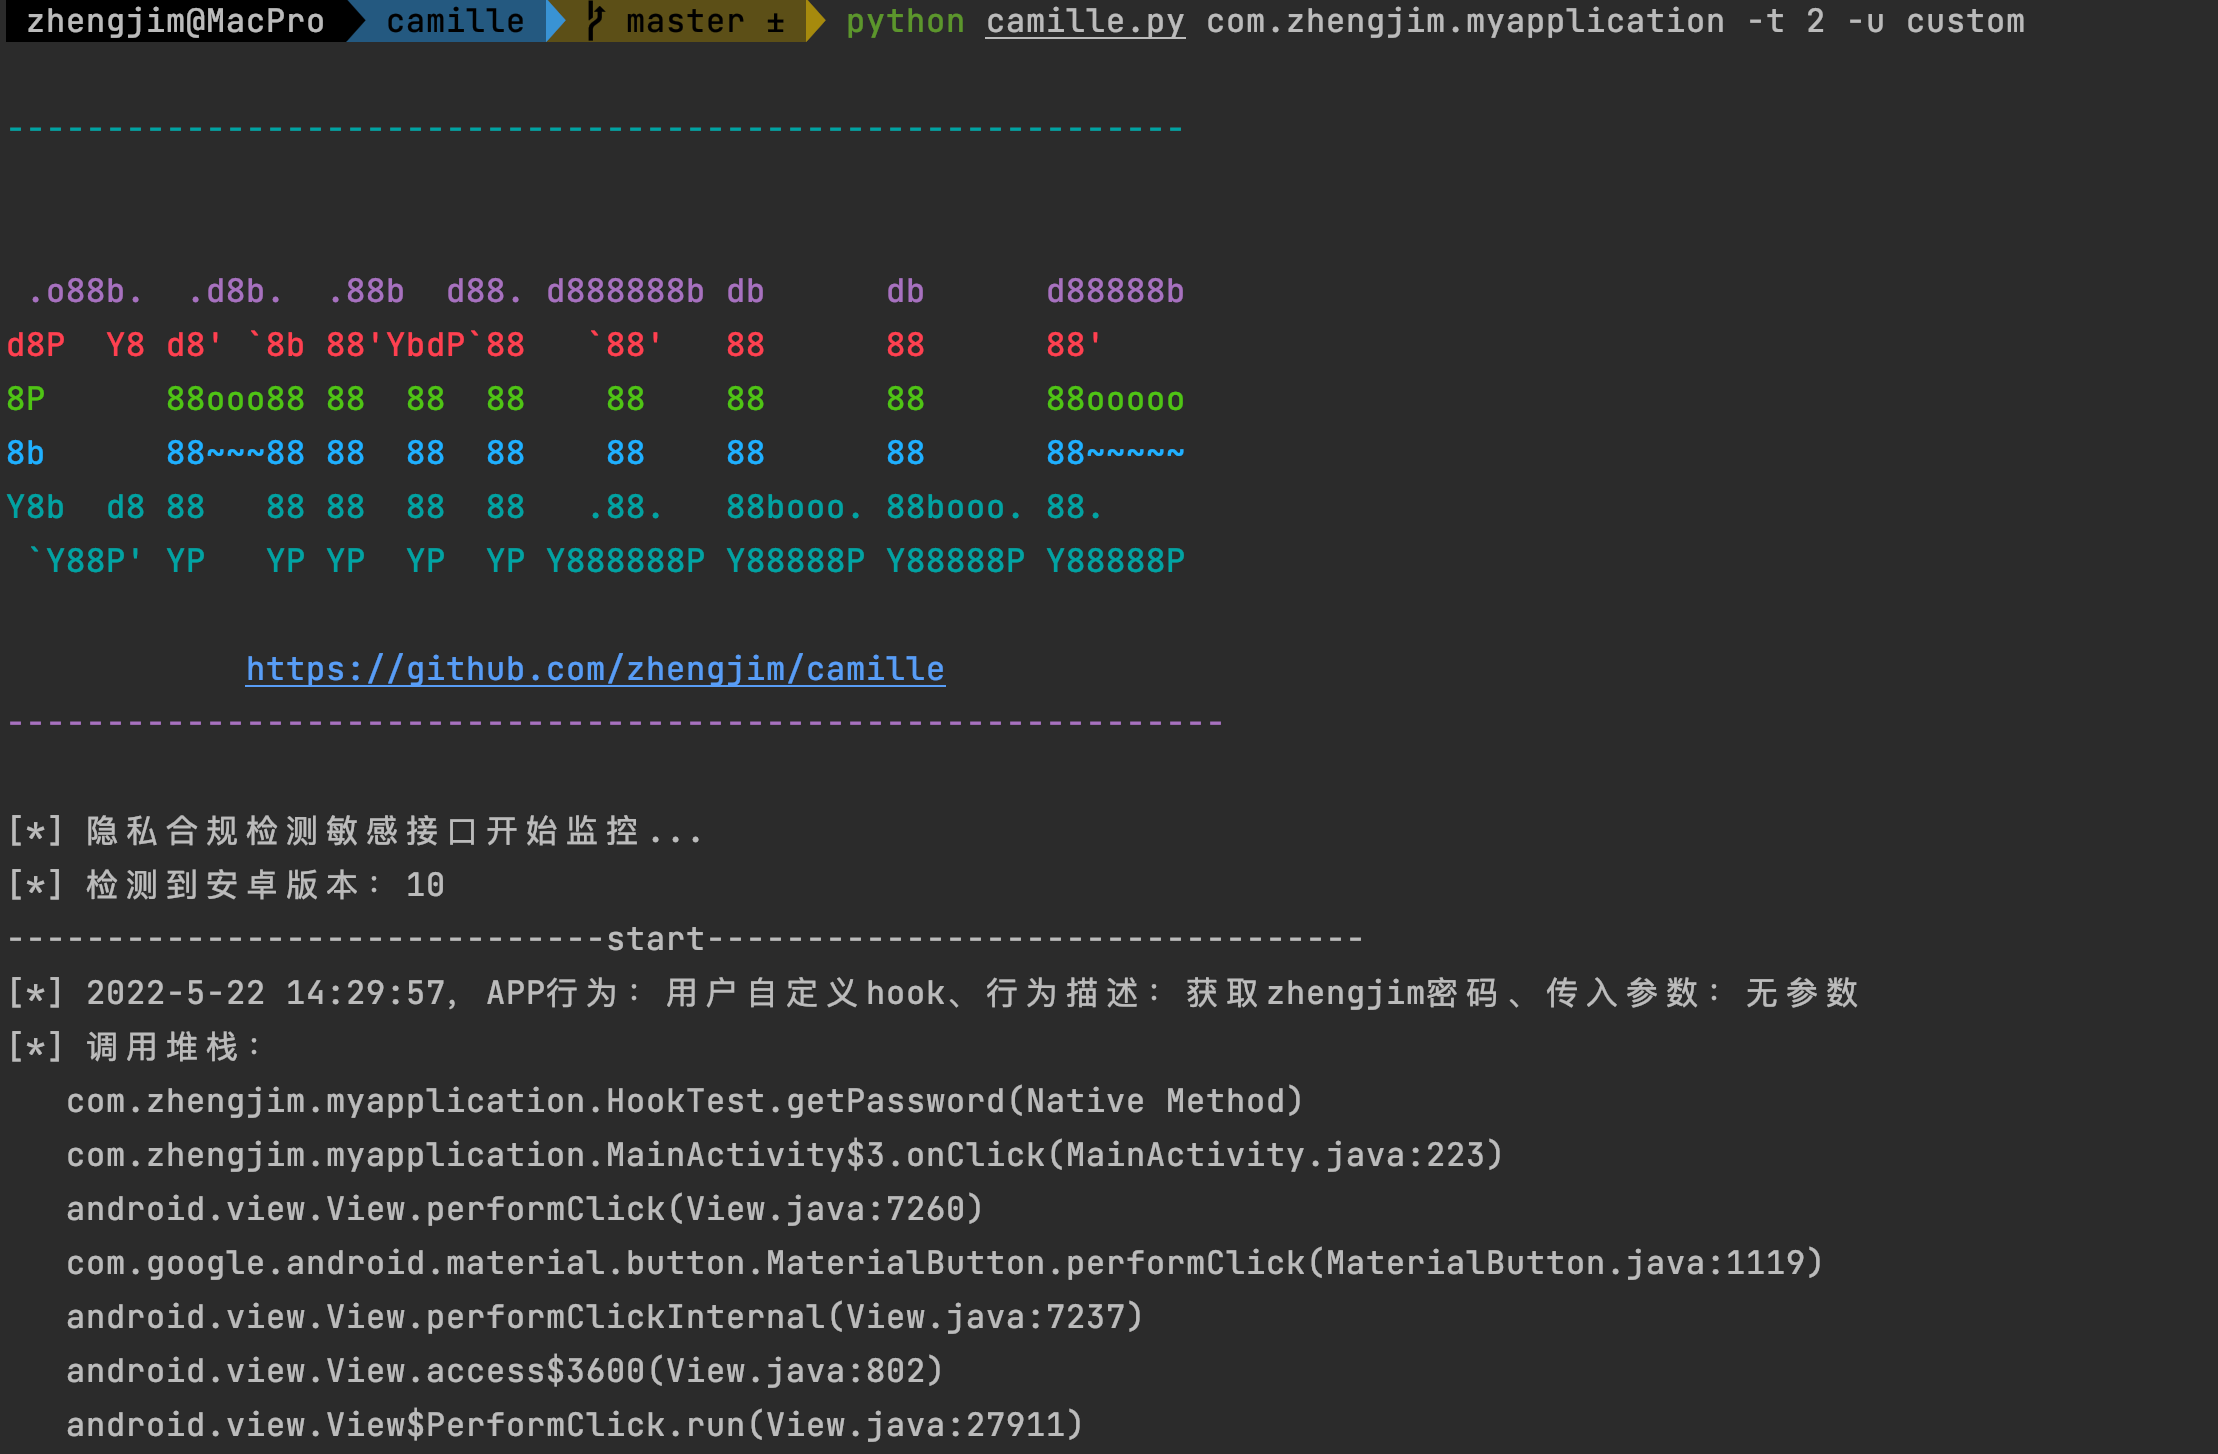 zhengjim@MacPro camille master ± python camille.py com.zhengjim.myapplication -t 2 -u custom
-----------------------------------------------------------
 .o88b.  .d8b.  .88b  d88. d888888b db      db      d88888b
d8P  Y8 d8' `8b 88'YbdP`88   `88'   88      88      88'
8P      88ooo88 88  88  88    88    88      88      88ooooo
8b      88~~~88 88  88  88    88    88      88      88~~~~~
Y8b  d8 88   88 88  88  88   .88.   88booo. 88booo. 88.
 `Y88P' YP   YP YP  YP  YP Y888888P Y88888P Y88888P Y88888P
            https://github.com/zhengjim/camille
-------------------------------------------------------------
[*] 隐私合规检测敏感接口开始监控...
[*] 检测到安卓版本：10
------------------------------start---------------------------------
[*] 2022-5-22 14:29:57, APP行为：用户自定义hook、行为描述：获取zhengjim密码、传入参数：无参数
[*] 调用堆栈：
   com.zhengjim.myapplication.HookTest.getPassword(Native Method)
   com.zhengjim.myapplication.MainActivity$3.onClick(MainActivity.java:223)
   android.view.View.performClick(View.java:7260)
   com.google.android.material.button.MaterialButton.performClick(MaterialButton.java:1119)
   android.view.View.performClickInternal(View.java:7237)
   android.view.View.access$3600(View.java:802)
   android.view.View$PerformClick.run(View.java:27911)